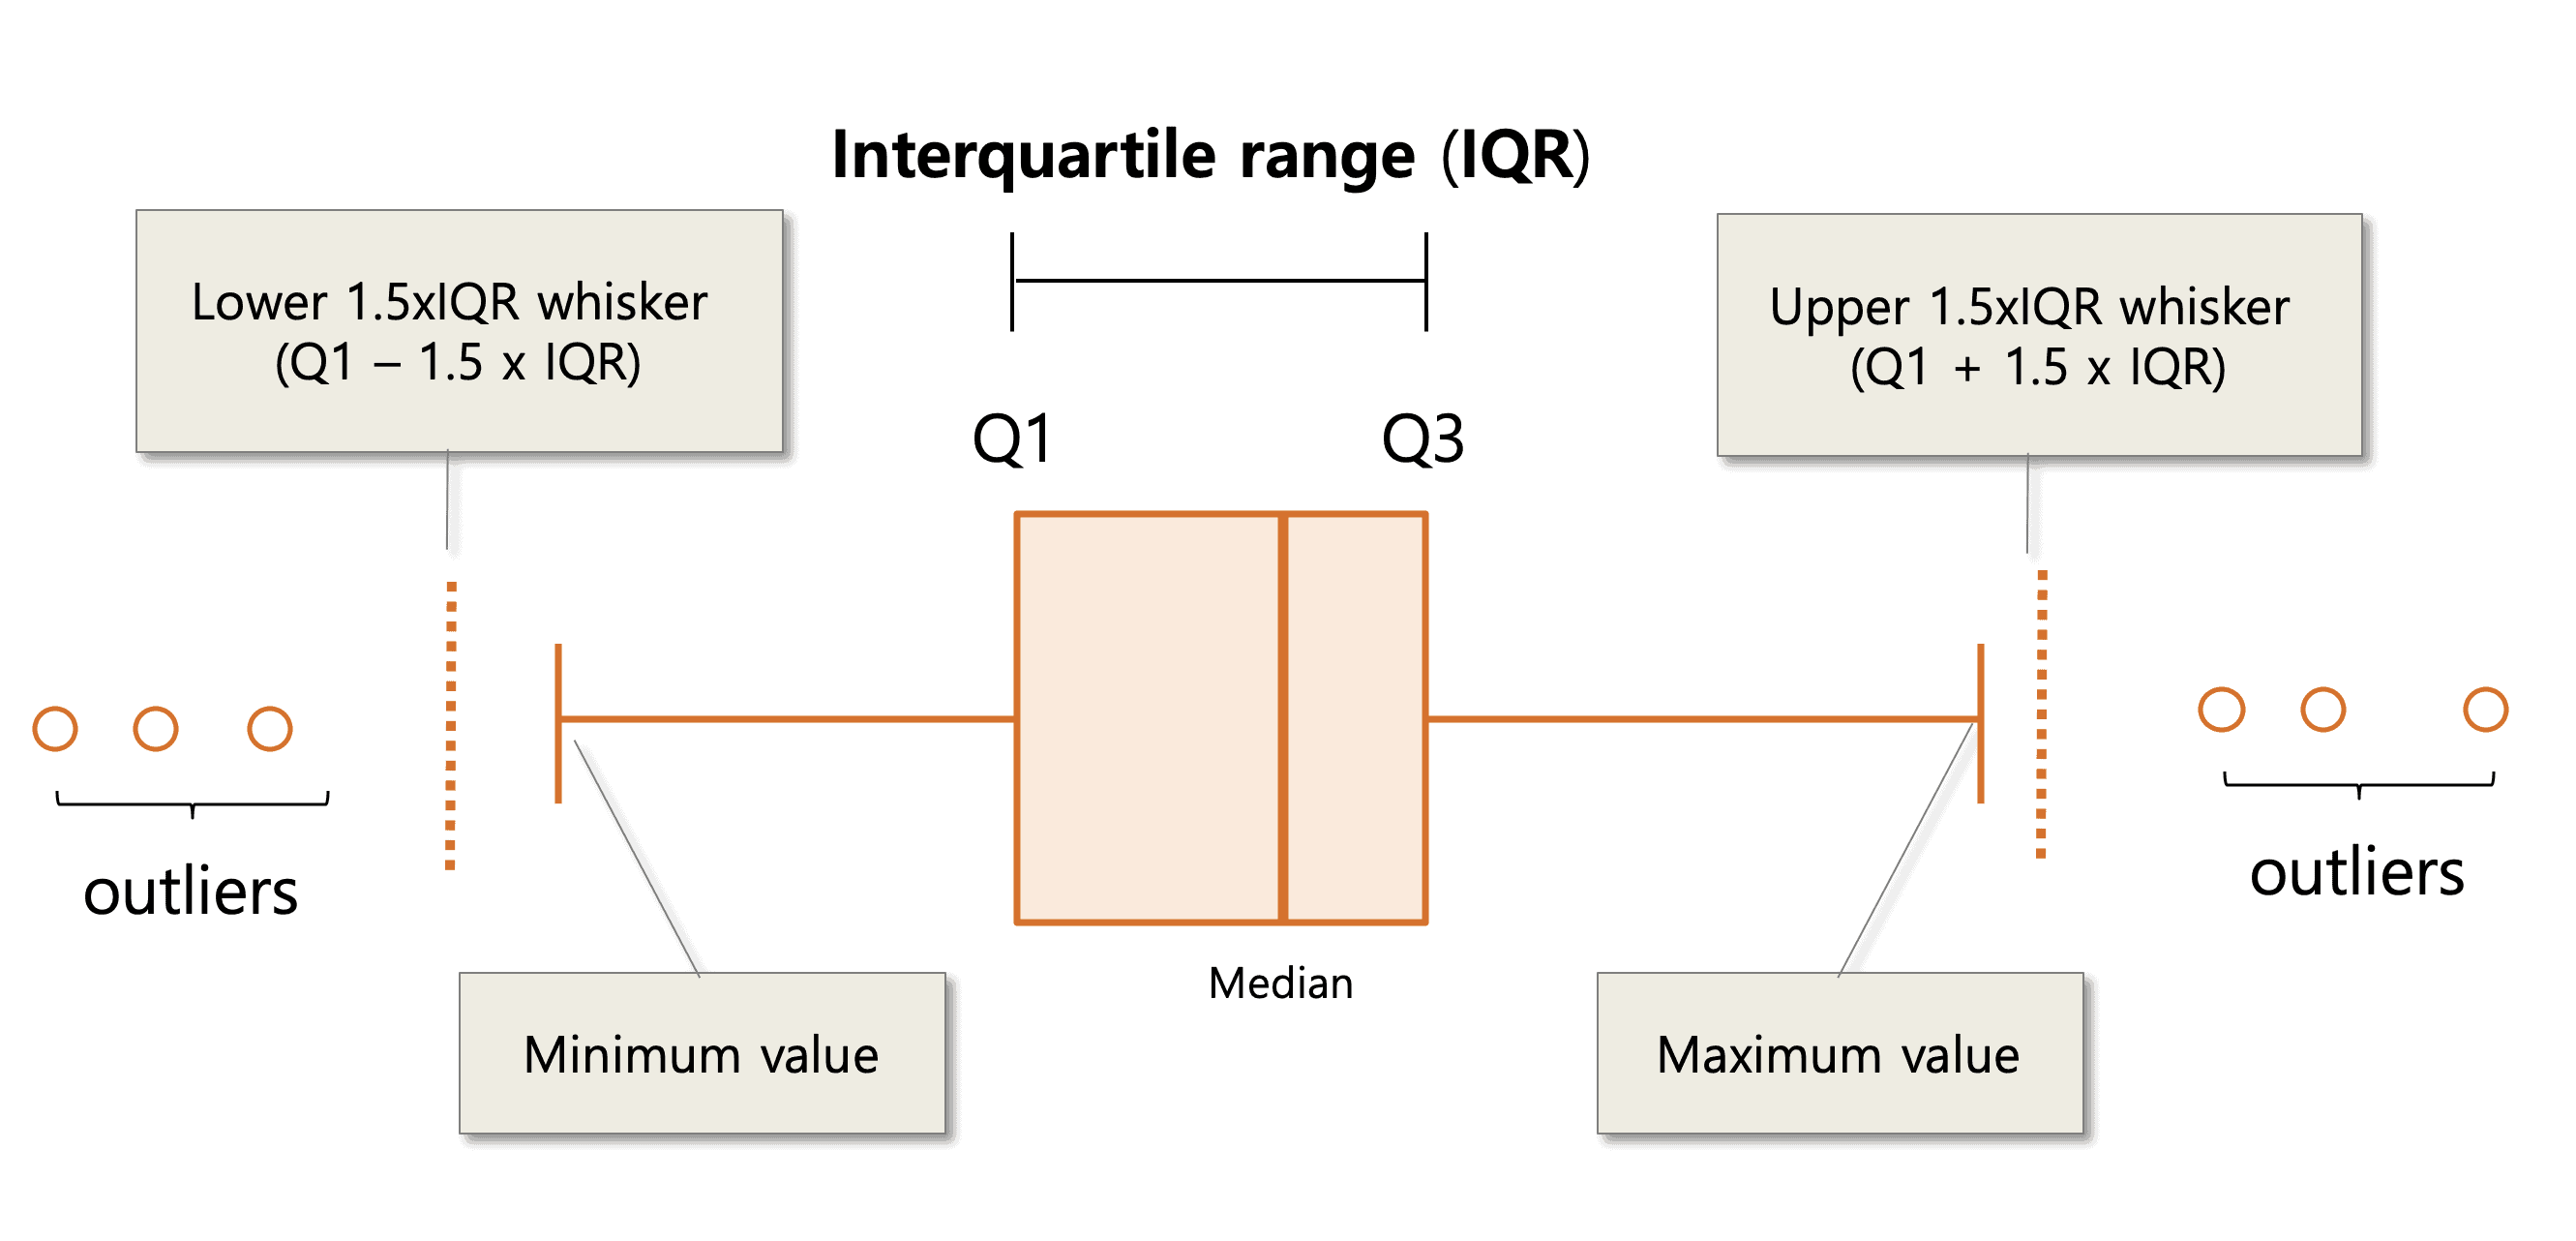 Interquartile range (IQR)
Lower 1.5xIQR whisker
(Q1 – 1.5 x IQR)
Upper 1.5xIQR whisker
(Q1 + 1.5 x IQR)
Q1
Q3
outliers
outliers
Median
Minimum value
Maximum value